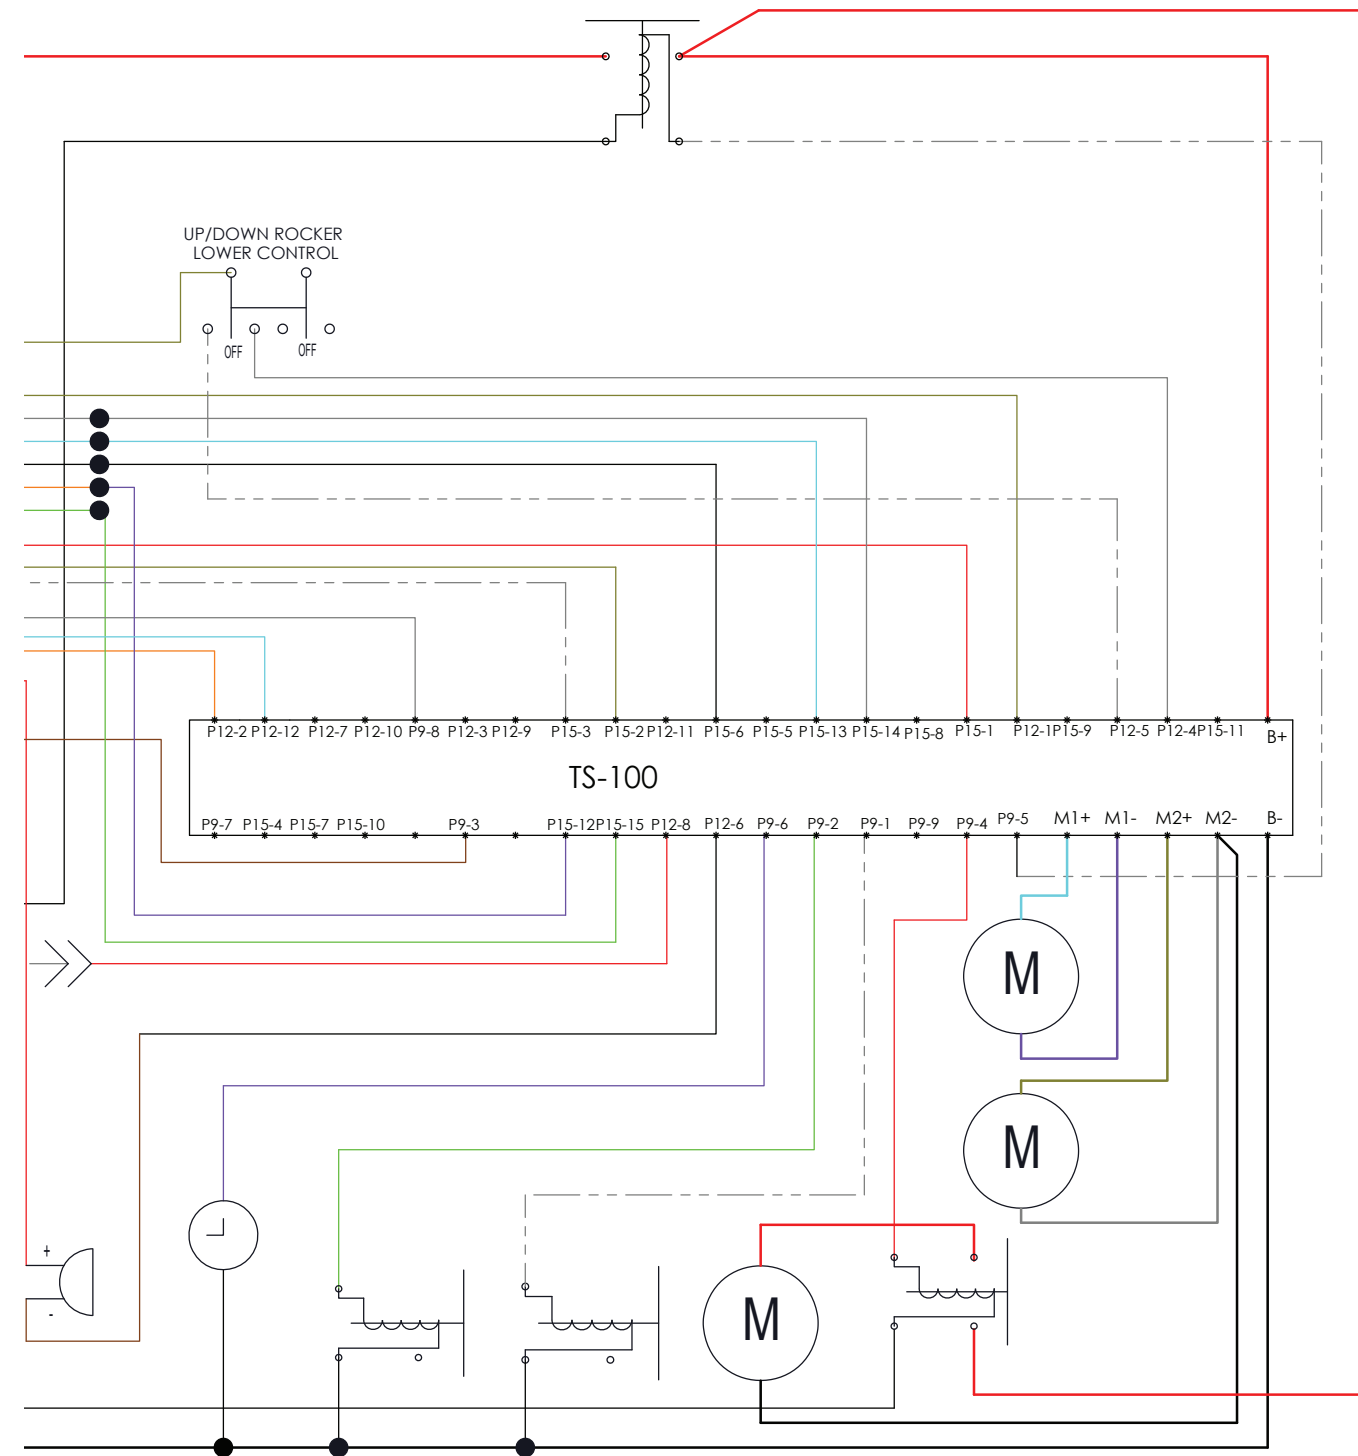 UP/DOWN ROCKER
LOWER CONTROL
OFF OFF
P12-2 P12-12 P12-7 P12-10 P9-8 P12-3 P12-9 P15-3 P15-2 P12-11 P15-6 P15-5 P15-13 P15-14 P15-8 P15-1 P12-1 P15-9 P12-5 P12-4 P15-11 B+
TS-100
P9-7 P15-4 P15-7 P15-10 P9-3 P15-12 P15-15 P12-8 P12-6 P9-6 P9-2 P9-1 P9-9 P9-4 P9-5 M1+ M1- M2+ M2- B-
M
M
+
-
M